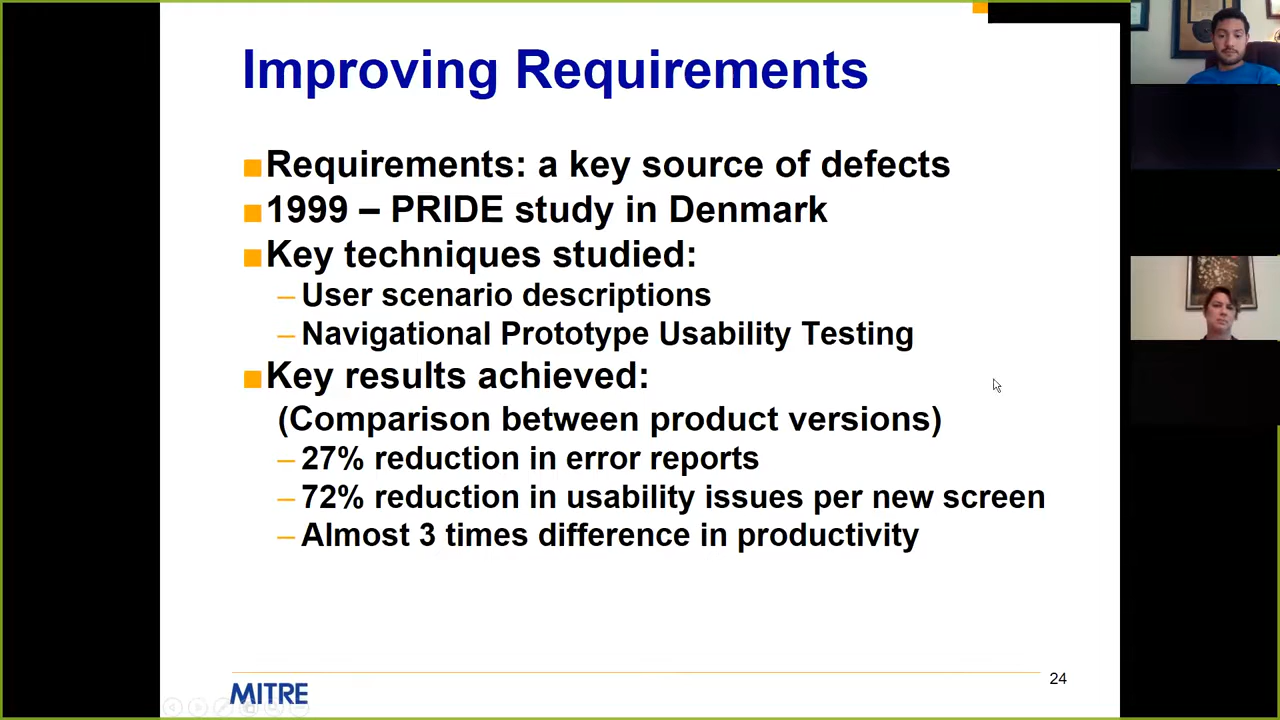 Improving Requirements
Requirements: a key source of defects
1999 – PRIDE study in Denmark
Key techniques studied:
– User scenario descriptions
– Navigational Prototype Usability Testing
Key results achieved:
(Comparison between product versions)
– 27% reduction in error reports
– 72% reduction in usability issues per new screen
– Almost 3 times difference in productivity
MITRE
24